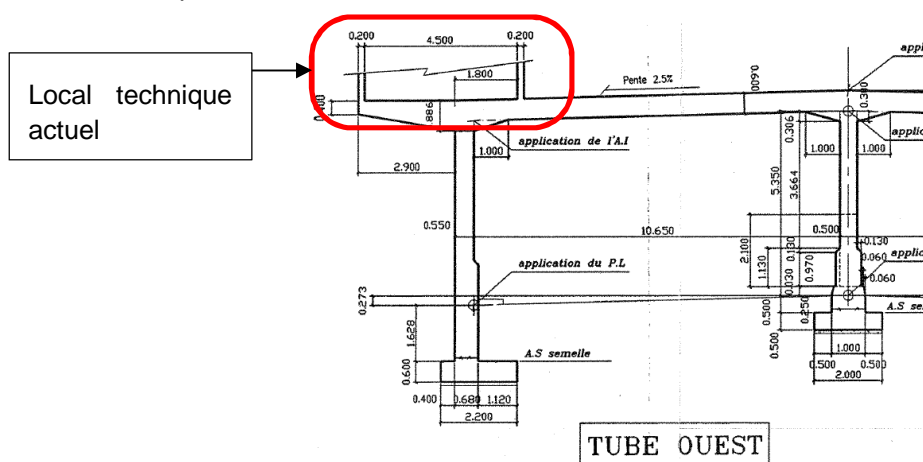 0.200 4.500 0.200
1.800
Local technique
actuel
0.400
.886
Pente 2.5%
0.600
0.300
applic
application de l'A.I
1.000
0.306
1.000 1.000
2.900
5.350
3.664
0.550
10.650
0.500
2.100
1.130
0.130
0.970
0.030
0.130
0.060
0.060
application du P.L
applic
0.273
1.628
0.500
0.250
A.S se
0.500
A.S semelle
0.600
0.400 0.680 1.120
2.200
1.000
0.500 0.500
2.000
TUBE OUEST